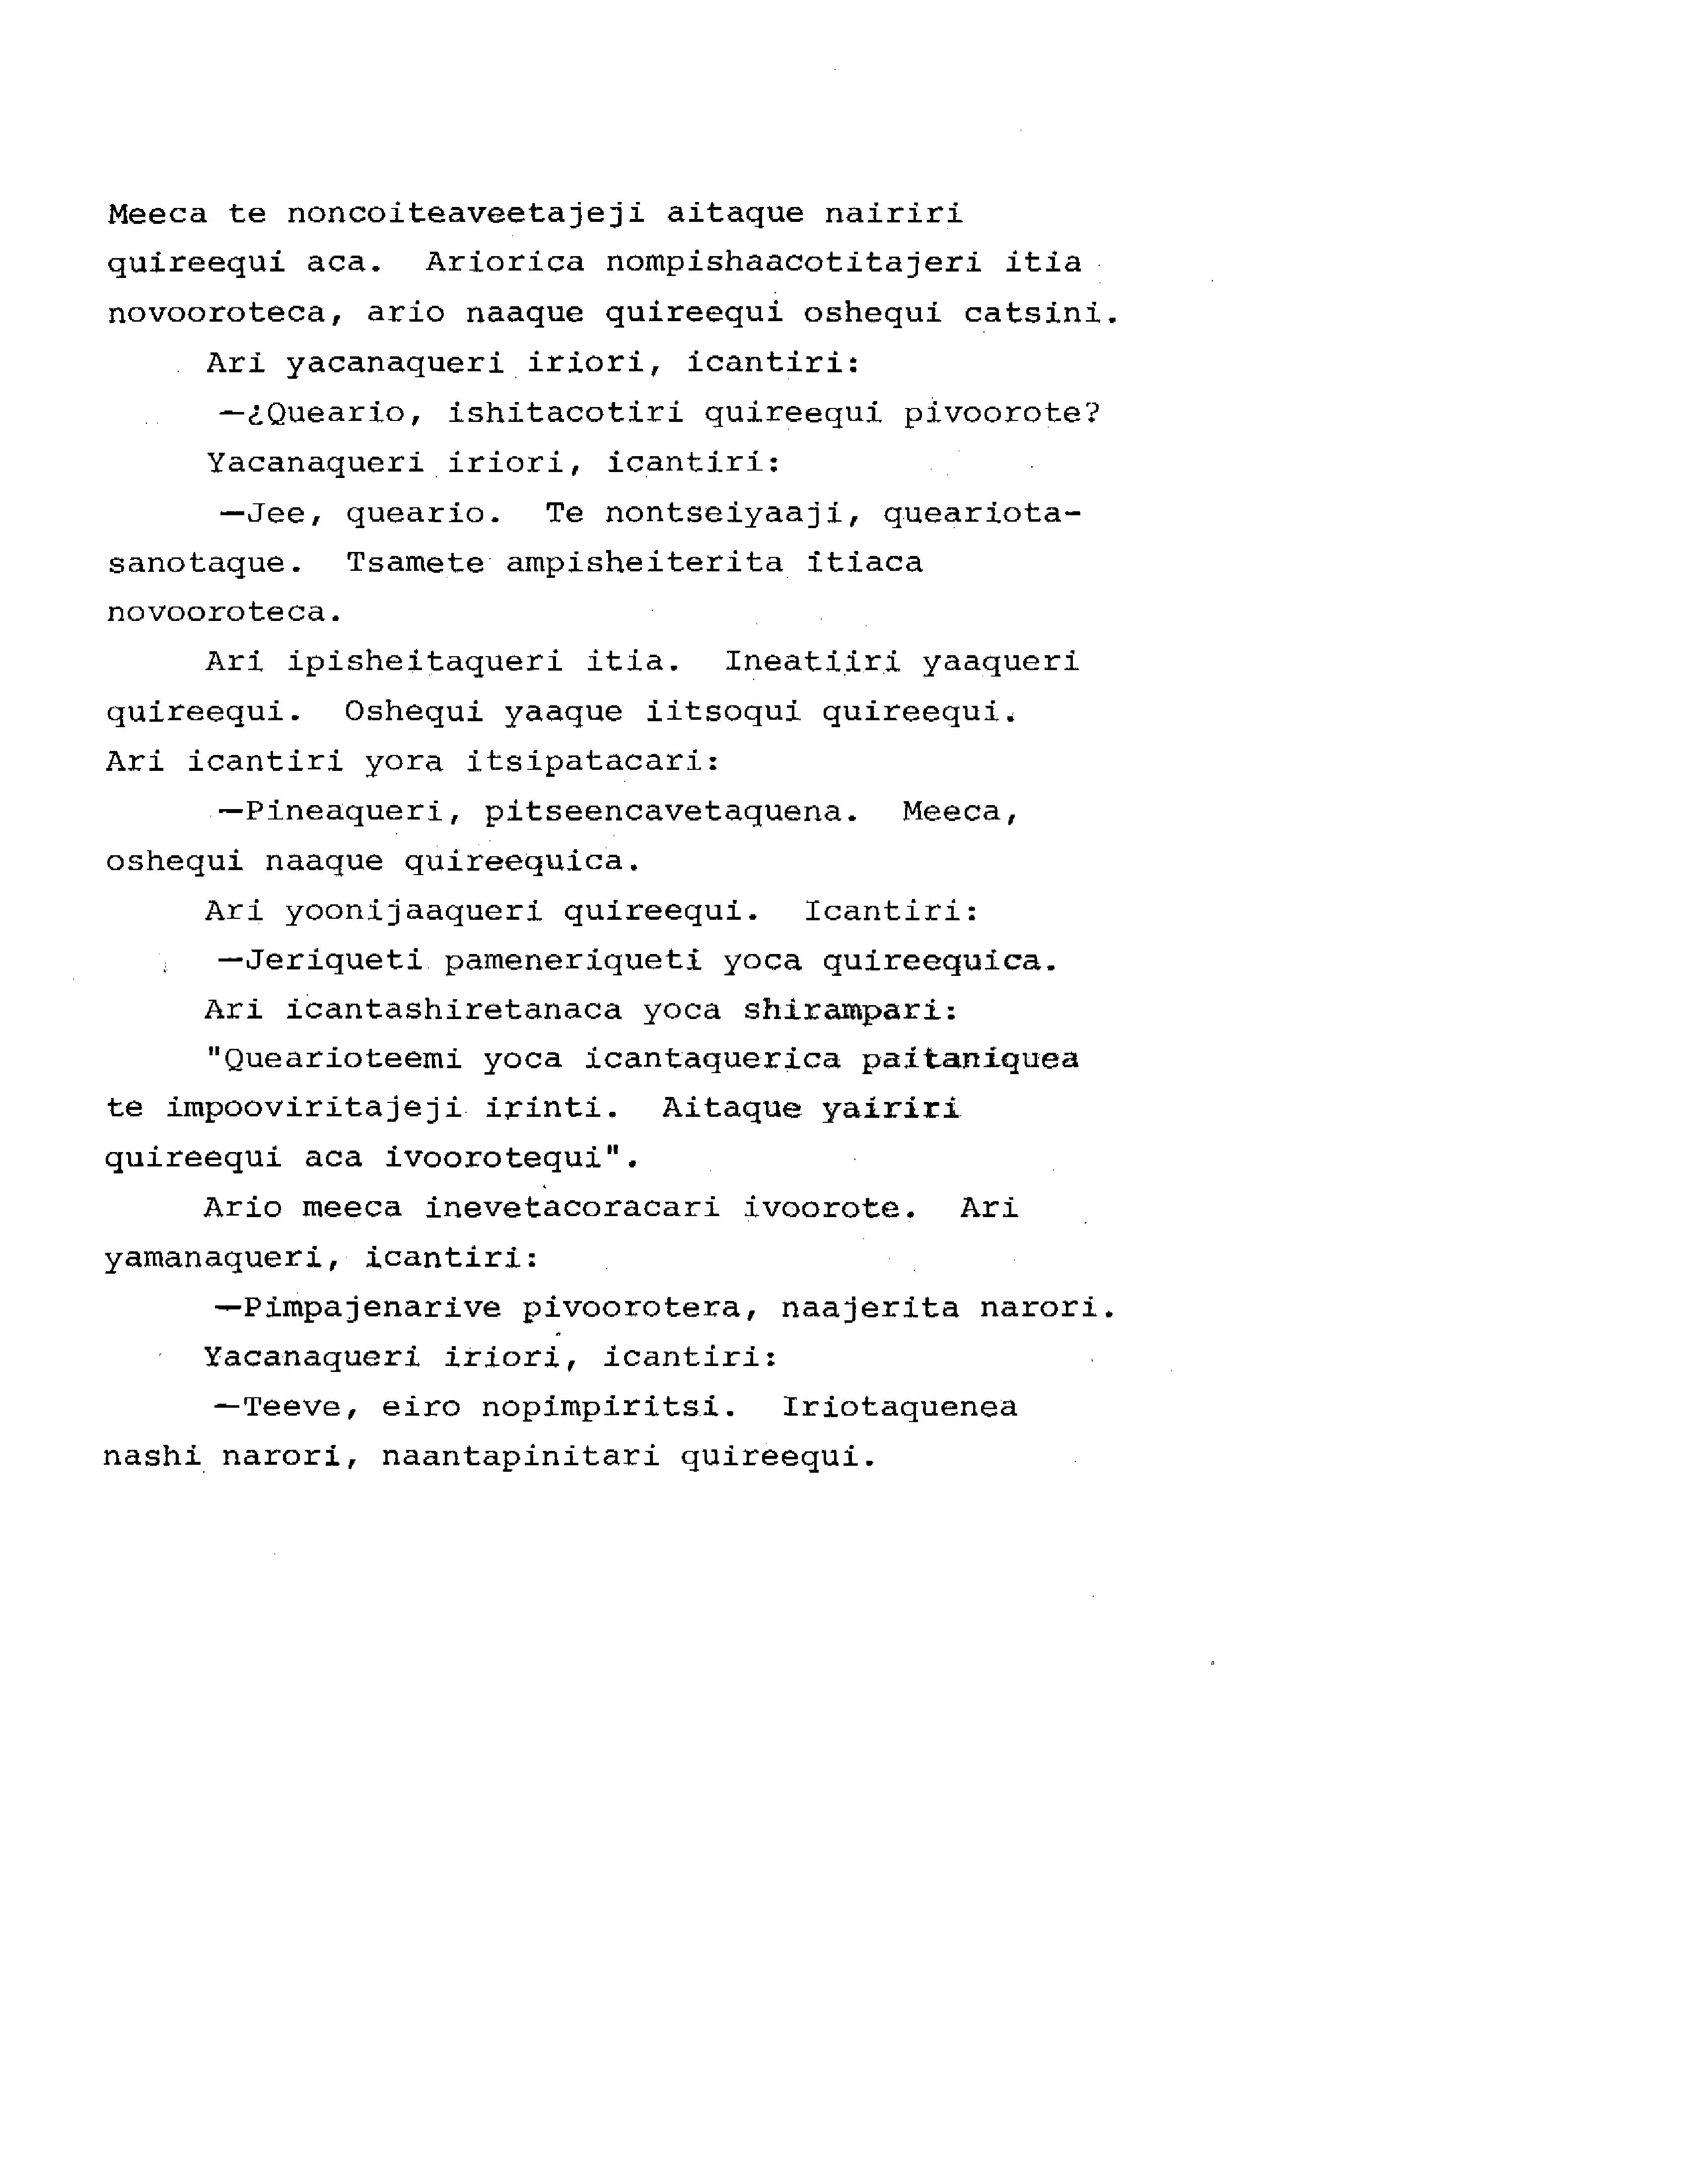 Meeca te noncoiteaveetajeji aitaque nairiri
quireequi aca.  Ariorica nompishaacotitajeri itia
novooroteca, ario naaque quireequi oshequi catsini.
Ari yacanaqueri iriori, icantiri:
—¿Queario, ishitacotiri quireequi pivoorote?
Yacanaqueri iriori, icantiri:
—Jee, queario.  Te nontseiyaaji, queariota-
sanotaque.  Tsamete ampisheiterita itiaca
novooroteca.
Ari ipisheitaqueri itia.  Ineatiiri yaaqueri
quireequi.  Oshequi yaaque iitsoqui quireequi.
Ari icantiri yora itsipatacari:
—Pineaqueri, pitseencavetaquena.  Meeca,
oshequi naaque quireequica.
Ari yoonijaaqueri quireequi.  Icantiri:
—Jeriqueti pameneriqueti yoca quireequica.
Ari icantashiretanaca yoca shirampari:
"Quearioteemi yoca icantaquerica paitaniquea
te impooviritajeji irinti.  Aitaque yairiri
quireequi aca ivoorotequi".
Ario meeca inevetacoracari ivoorote.  Ari
yamanaqueri, icantiri:
—Pimpajenarive pivoorotera, naajerita narori.
Yacanaqueri iriori, icantiri:
—Teeve, eiro nopimpiritsi.  Iriotaquenea
nashi narori, naantapinitari quireequi.